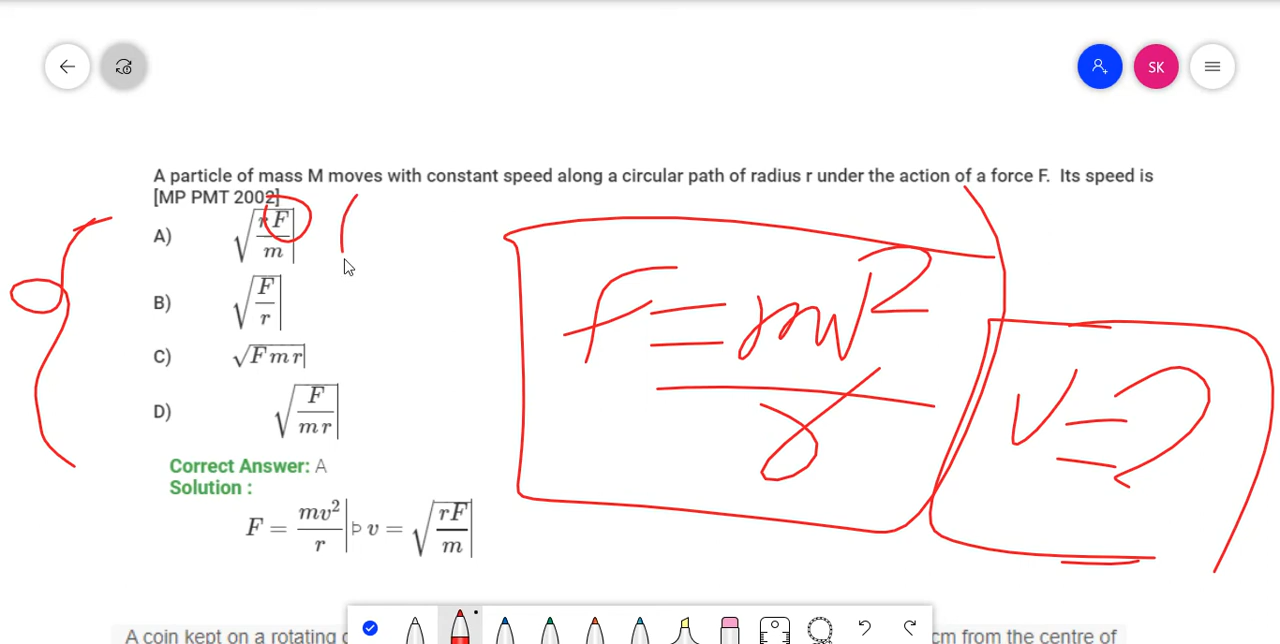 SK
A particle of mass M moves with constant speed along a circular path of radius r under the action of a force F. Its speed is
[MP PMT 2002]
A) √(rF/m)|
B) √(F/r)|
C) √Fmr|
D) √(F/mr)|
F = mv²/r
v = ?
Correct Answer: A
Solution :
F = mv²/r| Þ v = √(rF/m)|
A coin kept on a rotating
cm from the centre of